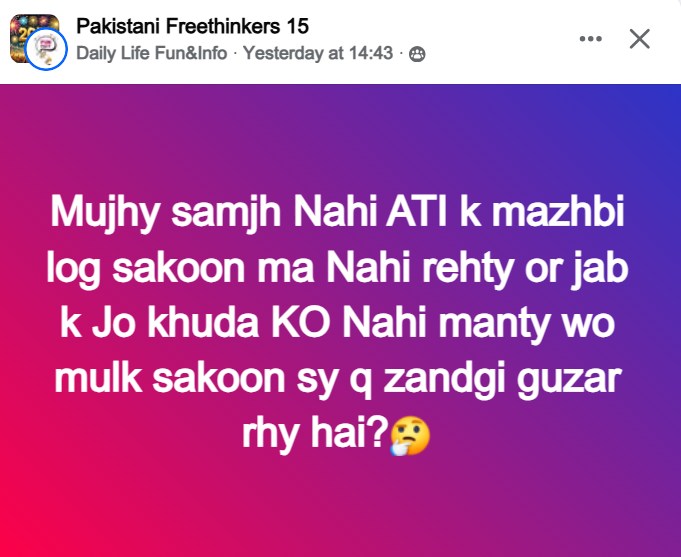 Pakistani Freethinkers 15
Daily Life Fun&Info · Yesterday at 14:43 ·
Mujhy samjh Nahi ATI k mazhbi
log sakoon ma Nahi rehty or jab
k Jo khuda KO Nahi manty wo
mulk sakoon sy q zandgi guzar
rhy hai?🤔